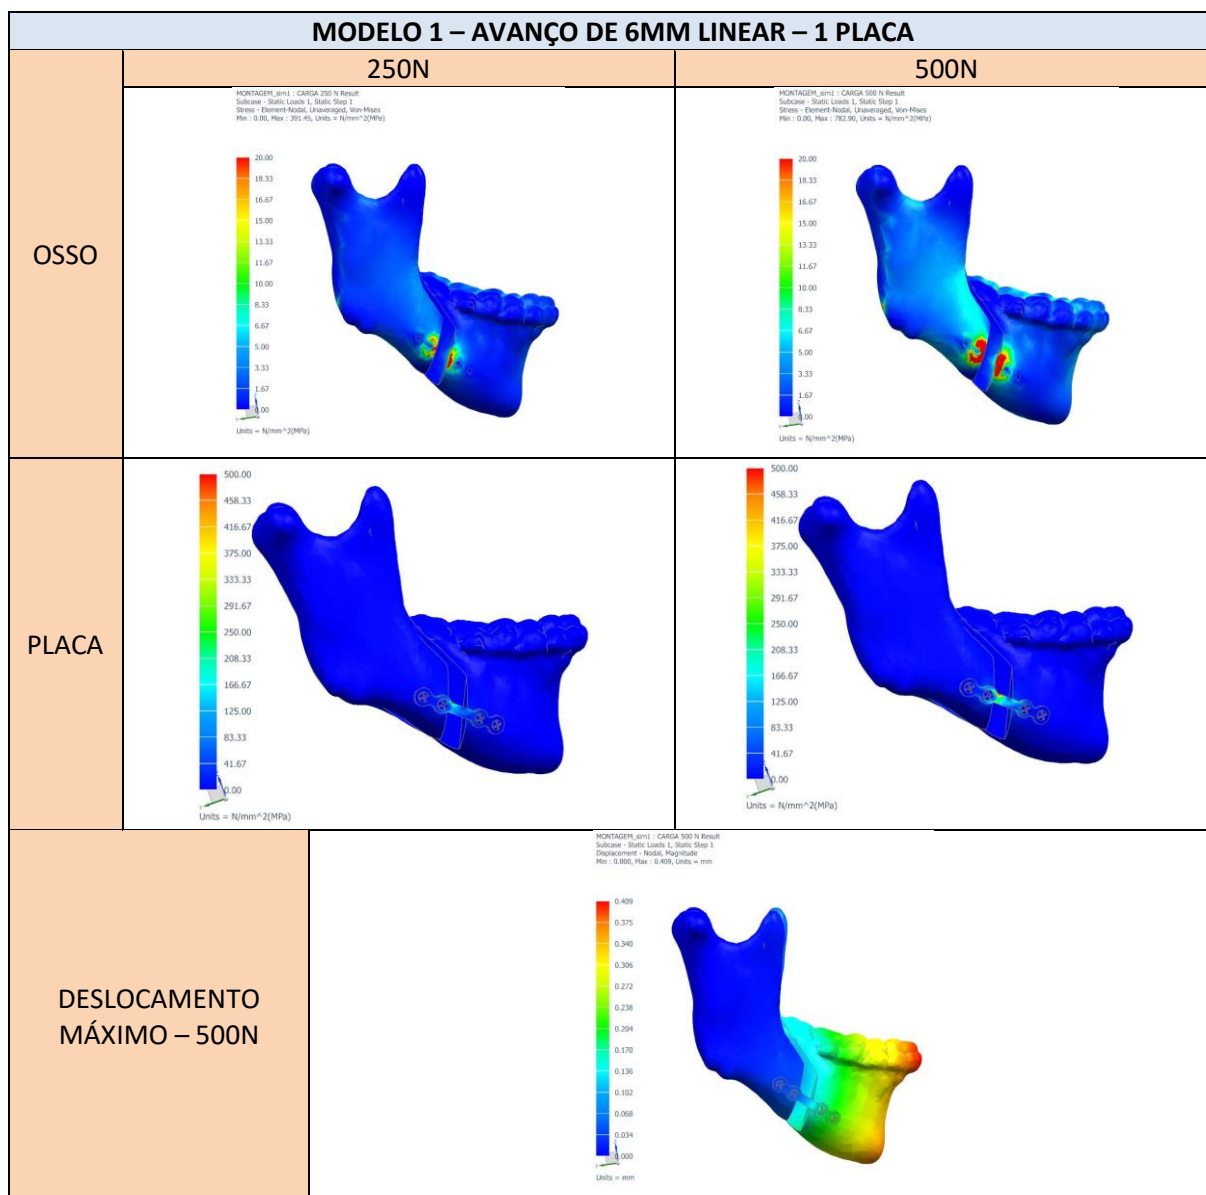 MODELO 1 – AVANÇO DE 6MM LINEAR – 1 PLACA
250N
500N
OSSO
MONTAGEM_sim1 : CARGA 250 N Result
Subcase - Static Loads 1, Static Step 1
Stress - Element-Nodal, Unaveraged, Von-Mises
Min : 0.00, Max : 391.45, Units = N/mm^2(MPa)
20.00
18.33
16.67
15.00
13.33
11.67
10.00
8.33
6.67
5.00
3.33
1.67
0.00
Units = N/mm^2(MPa)
MONTAGEM_sim1 : CARGA 500 N Result
Subcase - Static Loads 1, Static Step 1
Stress - Element-Nodal, Unaveraged, Von-Mises
Min : 0.00, Max : 782.90, Units = N/mm^2(MPa)
20.00
18.33
16.67
15.00
13.33
11.67
10.00
8.33
6.67
5.00
3.33
1.67
0.00
Units = N/mm^2(MPa)
PLACA
500.00
458.33
416.67
375.00
333.33
291.67
250.00
208.33
166.67
125.00
83.33
41.67
0.00
Units = N/mm^2(MPa)
500.00
458.33
416.67
375.00
333.33
291.67
250.00
208.33
166.67
125.00
83.33
41.67
0.00
Units = N/mm^2(MPa)
DESLOCAMENTO
MÁXIMO – 500N
MONTAGEM_sim1 : CARGA 500 N Result
Subcase - Static Loads 1, Static Step 1
Displacement - Nodal, Magnitude
Min : 0.000, Max : 0.409, Units = mm
0.409
0.375
0.340
0.306
0.272
0.238
0.204
0.170
0.136
0.102
0.068
0.034
0.000
Units = mm